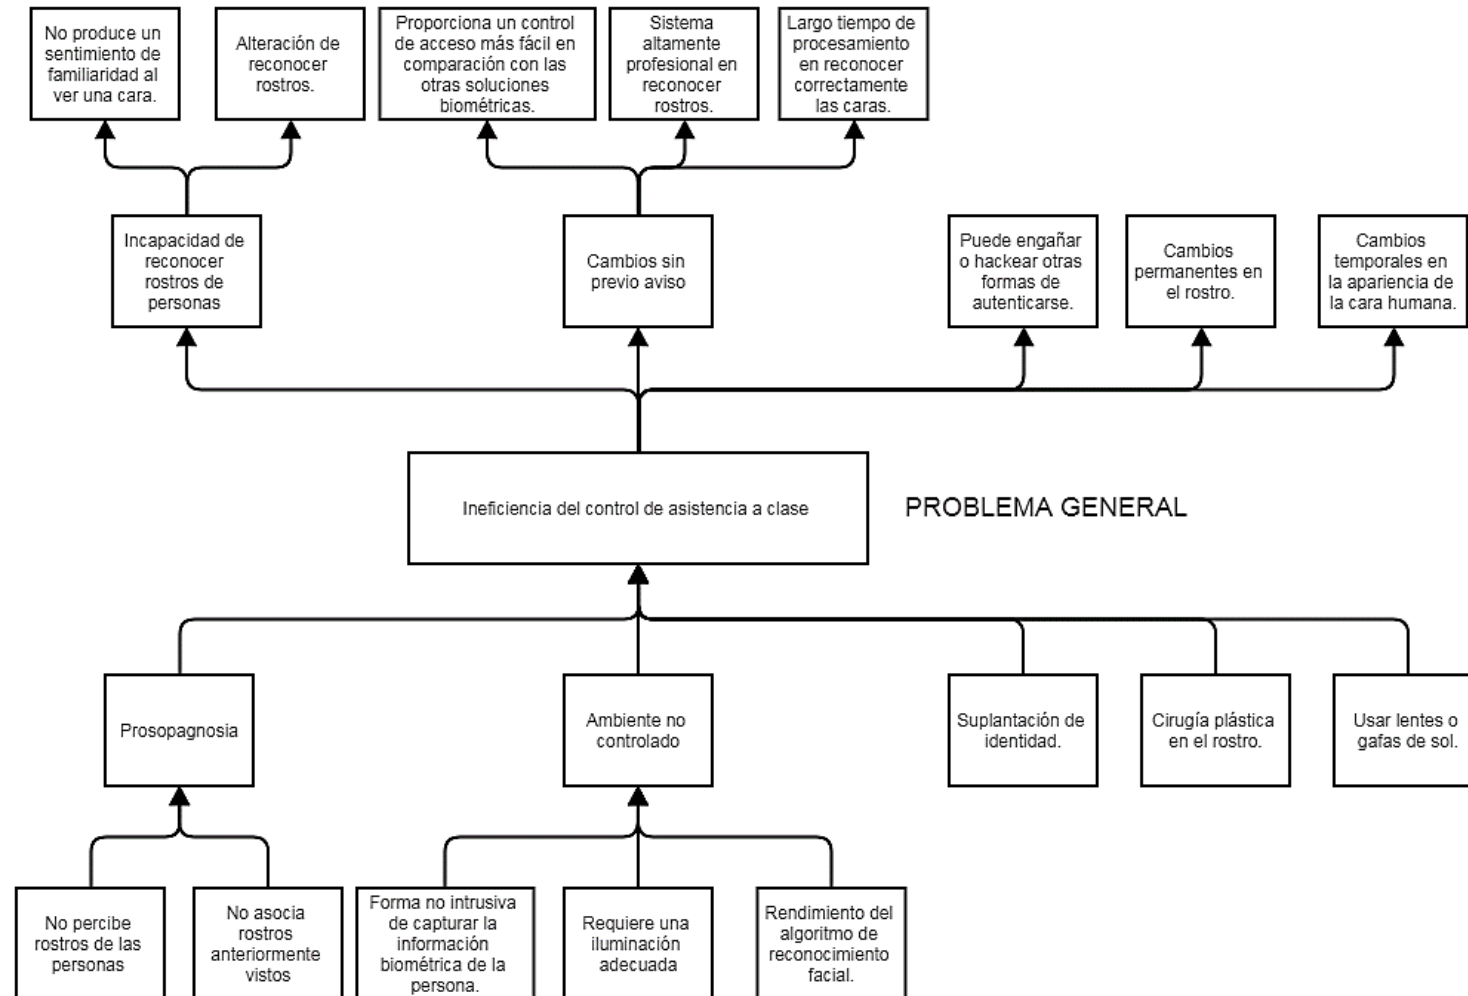 No produce un
sentimiento de
familiaridad al
ver una cara.
Alteración de
reconocer
rostros.
Proporciona un control
de acceso más fácil en
comparación con las
otras soluciones
biométricas.
Sistema
altamente
profesional en
reconocer
rostros.
Largo tiempo de
procesamiento
en reconocer
correctamente
las caras.
Incapacidad de
reconocer
rostros de
personas
Cambios sin
previo aviso
Puede engañar
o hackear otras
formas de
autenticarse.
Cambios
permanentes en
el rostro.
Cambios
temporales en
la apariencia de
la cara humana.
Ineficiencia del control de asistencia a clase
PROBLEMA GENERAL
Prosopagnosia
Ambiente no
controlado
Suplantación de
identidad.
Cirugía plástica
en el rostro.
Usar lentes o
gafas de sol.
No percibe
rostros de las
personas
No asocia
rostros
anteriormente
vistos
Forma no intrusiva
de capturar la
información
biométrica de la
persona.
Requiere una
iluminación
adecuada
Rendimiento del
algoritmo de
reconocimiento
facial.